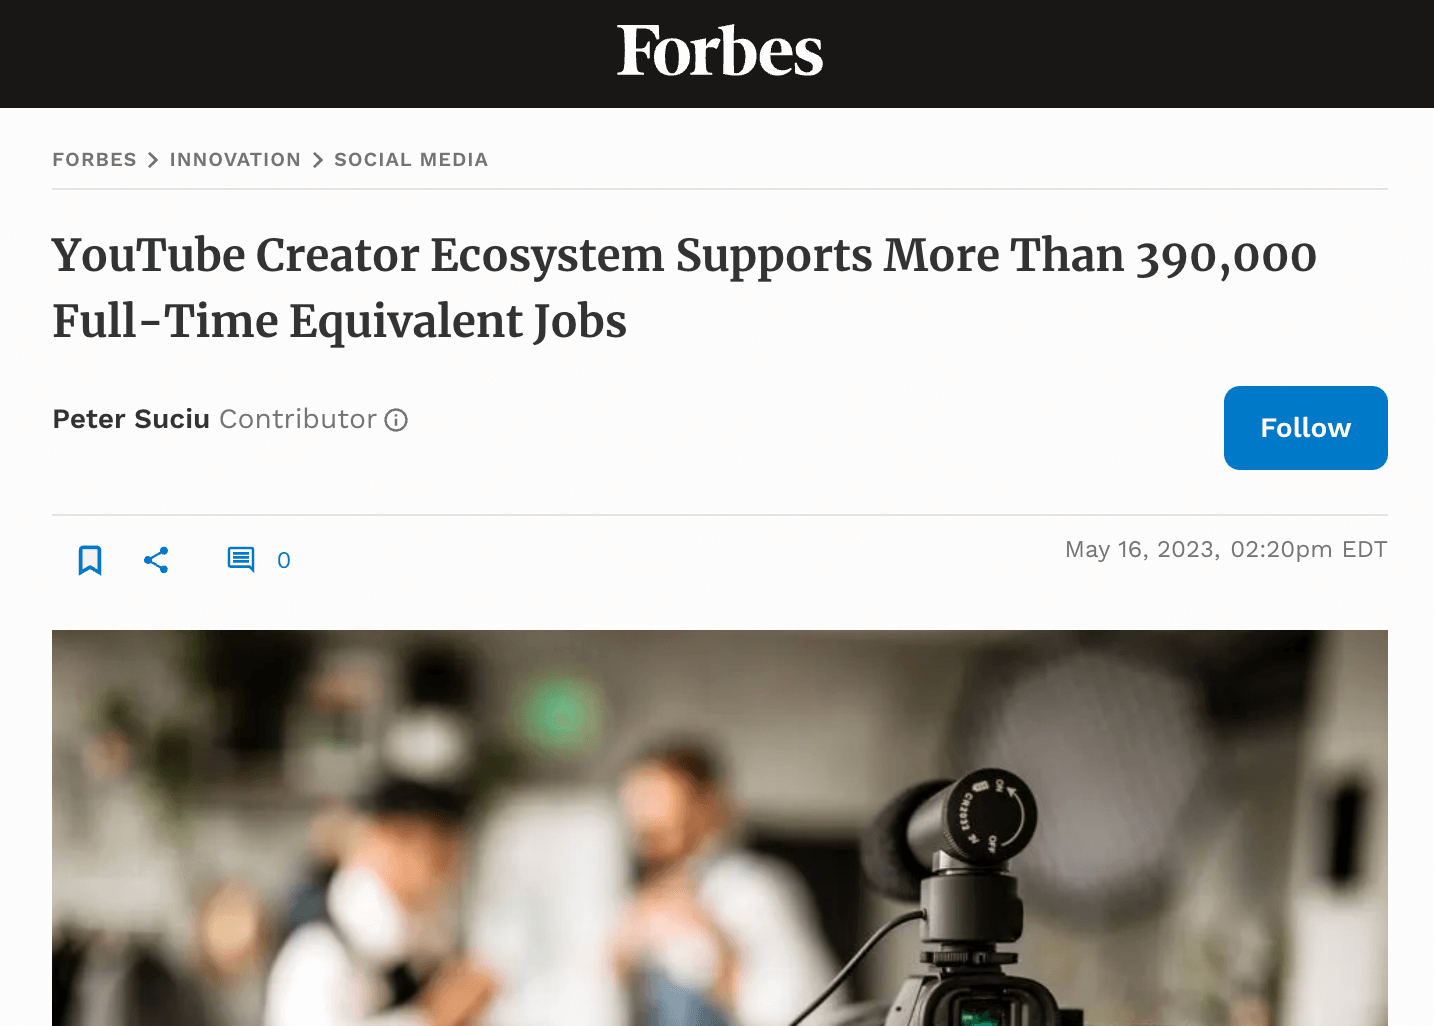 Forbes
FORBES > INNOVATION > SOCIAL MEDIA
YouTube Creator Ecosystem Supports More Than 390,000
Full-Time Equivalent Jobs
Peter Suciu Contributor
Follow
0
May 16, 2023, 02:20pm EDT
ON
CR2032
OFF